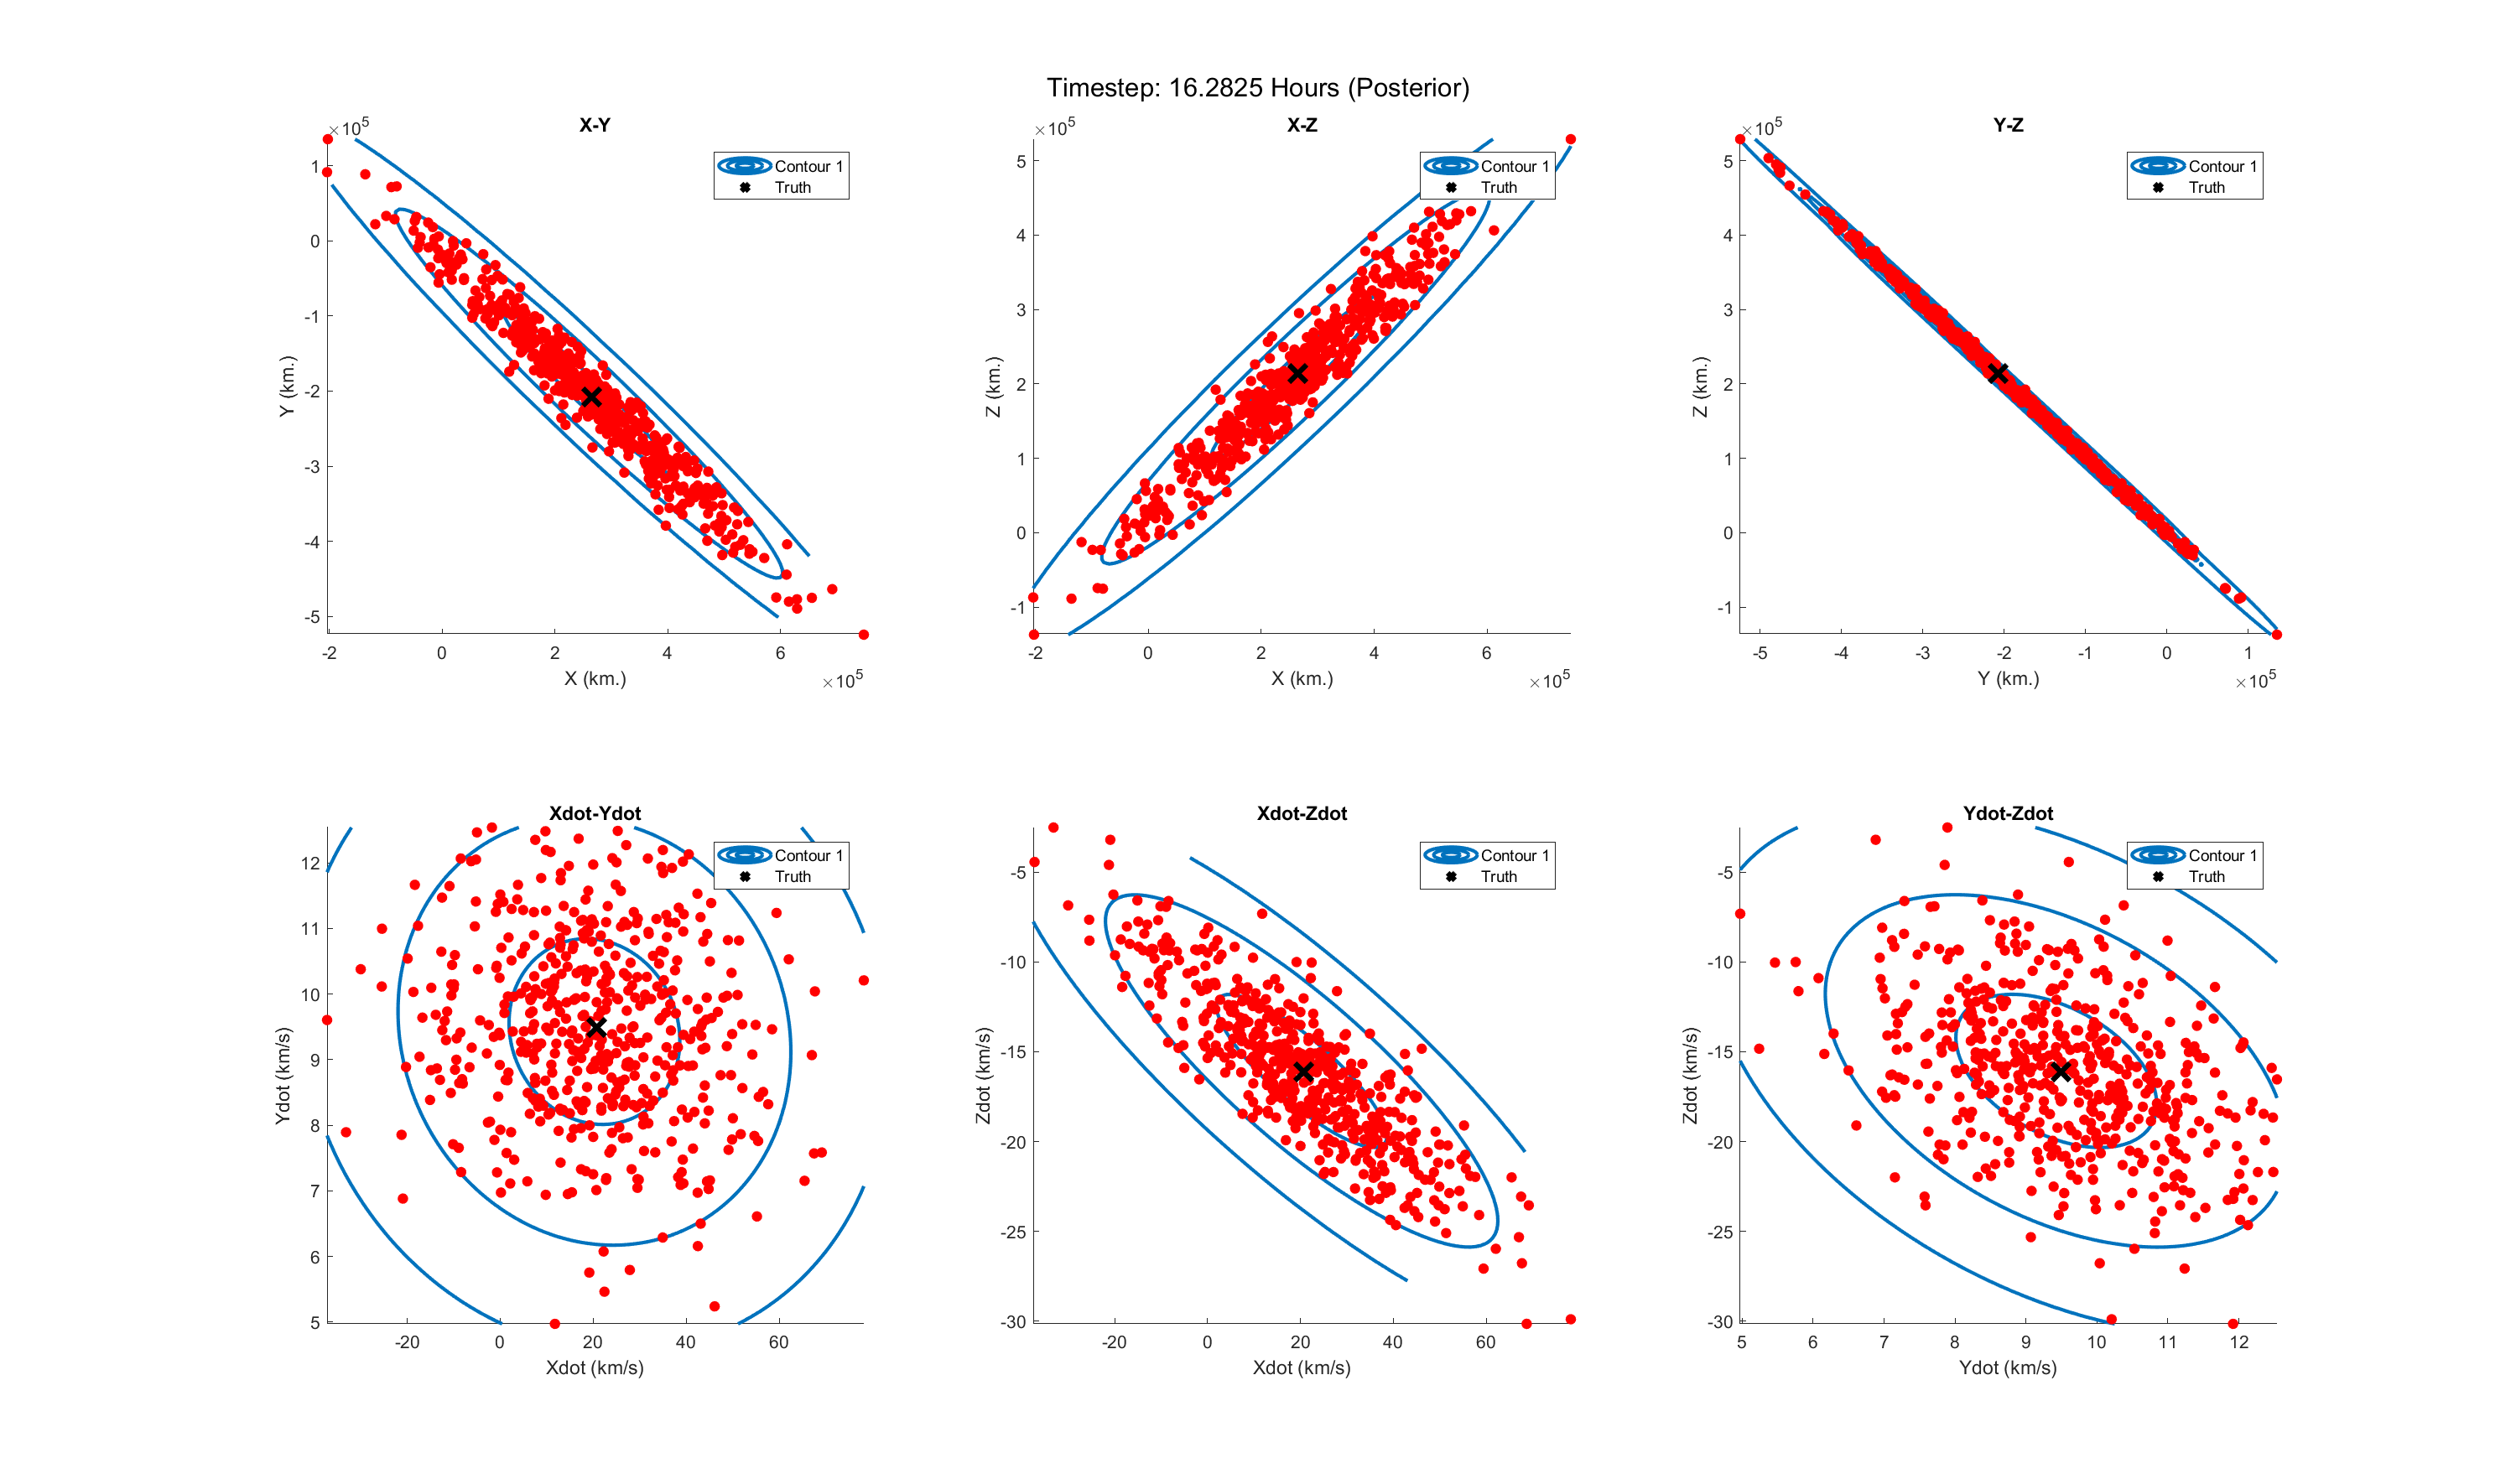 Timestep: 16.2825 Hours (Posterior)
X-Y
×10^5
1
0
-1
-2
-3
-4
-5
Y (km.)
-2 0 2 4 6
X (km.)
×10^5
Contour 1
Truth
X-Z
×10^5
5
4
3
2
1
0
-1
Z (km.)
-2 0 2 4 6
X (km.)
×10^5
Contour 1
Truth
Y-Z
×10^5
5
4
3
2
1
0
-1
Z (km.)
-5 -4 -3 -2 -1 0 1
Y (km.)
×10^5
Contour 1
Truth
Xdot-Ydot
12
11
10
9
8
7
6
5
Ydot (km/s)
-20 0 20 40 60
Xdot (km/s)
Contour 1
Truth
Xdot-Zdot
-5
-10
-15
-20
-25
-30
Zdot (km/s)
-20 0 20 40 60
Xdot (km/s)
Contour 1
Truth
Ydot-Zdot
-5
-10
-15
-20
-25
-30
Zdot (km/s)
5 6 7 8 9 10 11 12
Ydot (km/s)
Contour 1
Truth